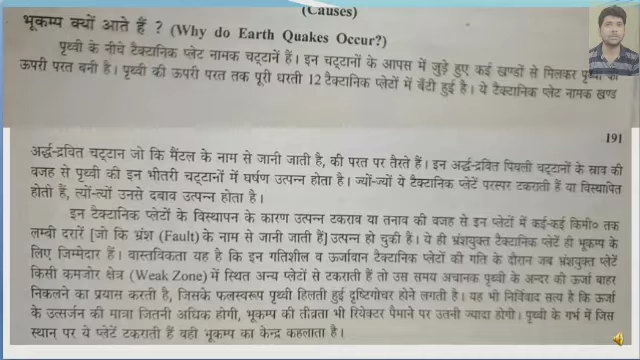 (Causes)
भूकम्प क्यों आते हैं ? (Why do Earth Quakes Occur?)
पृथ्वी के नीचे टैक्टानिक प्लेट नामक चट्टानें हैं। इन चट्टानों के आपस में जुड़े हुए कई खण्डों से मिलकर पृथ्वी की
ऊपरी परत बनी है। पृथ्वी की ऊपरी परत तक पूरी धरती 12 टैक्टानिक प्लेटों में बँटी हुई है। ये टैक्टानिक प्लेट नामक खण्ड
191
अर्द्ध-द्रवित चट्टान जो कि मैंटल के नाम से जानी जाती है, की परत पर तैरते हैं। इन अर्द्ध-द्रवित पिघली चट्टानों के स्राव की
वजह से पृथ्वी की इन भीतरी चट्टानों में घर्षण उत्पन्न होता है। ज्यों-ज्यों ये टैक्टानिक प्लेटें परस्पर टकराती हैं या विस्थापित
होती हैं, त्यों-त्यों उनसे दबाव उत्पन्न होता है।
इन टैक्टानिक प्लेटों के विस्थापन के कारण उत्पन्न टकराव या तनाव की वजह से इन प्लेटों में कई-कई किमी० तक
लम्बी दरारें [जो कि भ्रंश (Fault) के नाम से जानी जाती हैं] उत्पन्न हो चुकी है। ये ही भ्रंशयुक्त टैक्टानिक प्लेटें ही भूकम्प के
लिए जिम्मेदार हैं। वास्तविकता यह है कि इन गतिशील व ऊर्जावान टैक्टानिक प्लेटों की गति के दौरान जब भ्रंशयुक्त प्लेटें
किसी कमजोर क्षेत्र (Weak Zone) में स्थित अन्य प्लेटों से टकराती हैं तो उस समय अचानक पृथ्वी के अन्दर की ऊर्जा बाहर
निकलने का प्रयास करती है, जिसके फलस्वरूप पृथ्वी हिलती हुई दृष्टिगोचर होने लगती है। यह भी निर्विवाद सत्य है कि ऊर्जा
के उत्सर्जन की मात्रा जितनी अधिक होगी, भूकम्प की तीव्रता भी रियेक्टर पैमाने पर उतनी ज्यादा होगी। पृथ्वी के गर्भ में जिस
स्थान पर ये प्लेटें टकराती हैं वही भूकम्प का केन्द्र कहलाता है।